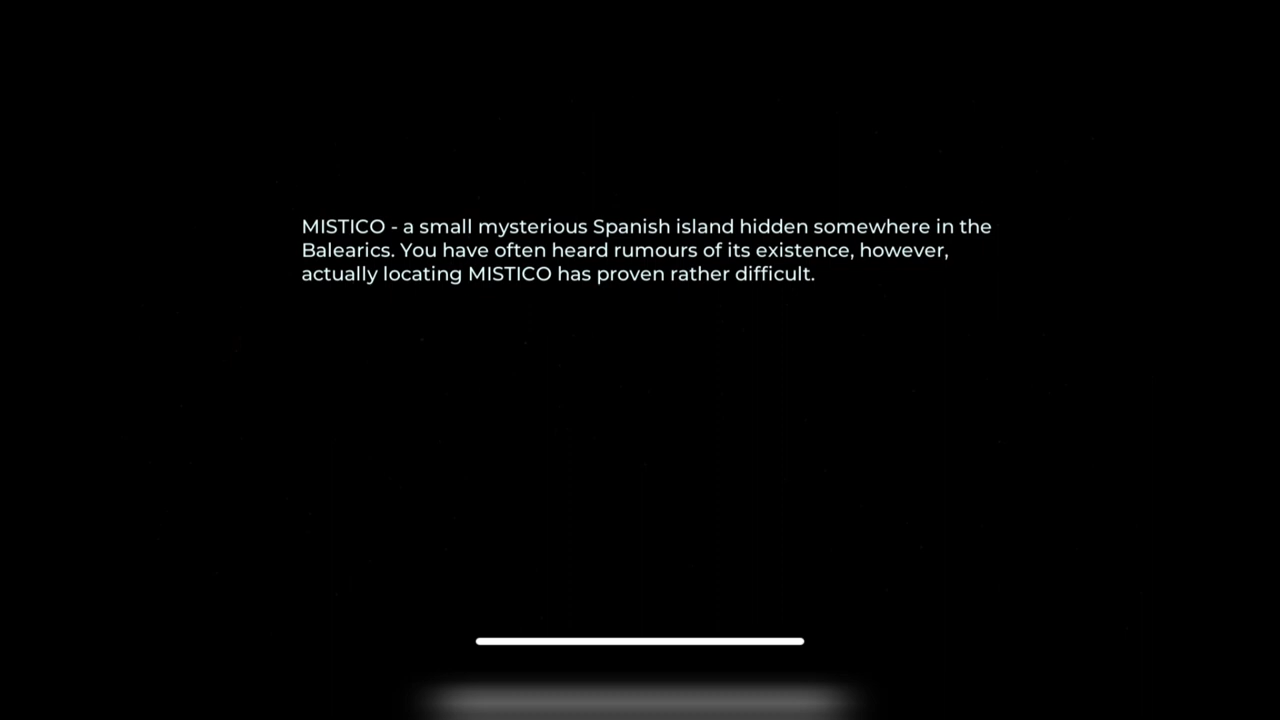 MISTICO - a small mysterious Spanish island hidden somewhere in the
Balearics. You have often heard rumours of its existence, however,
actually locating MISTICO has proven rather difficult.